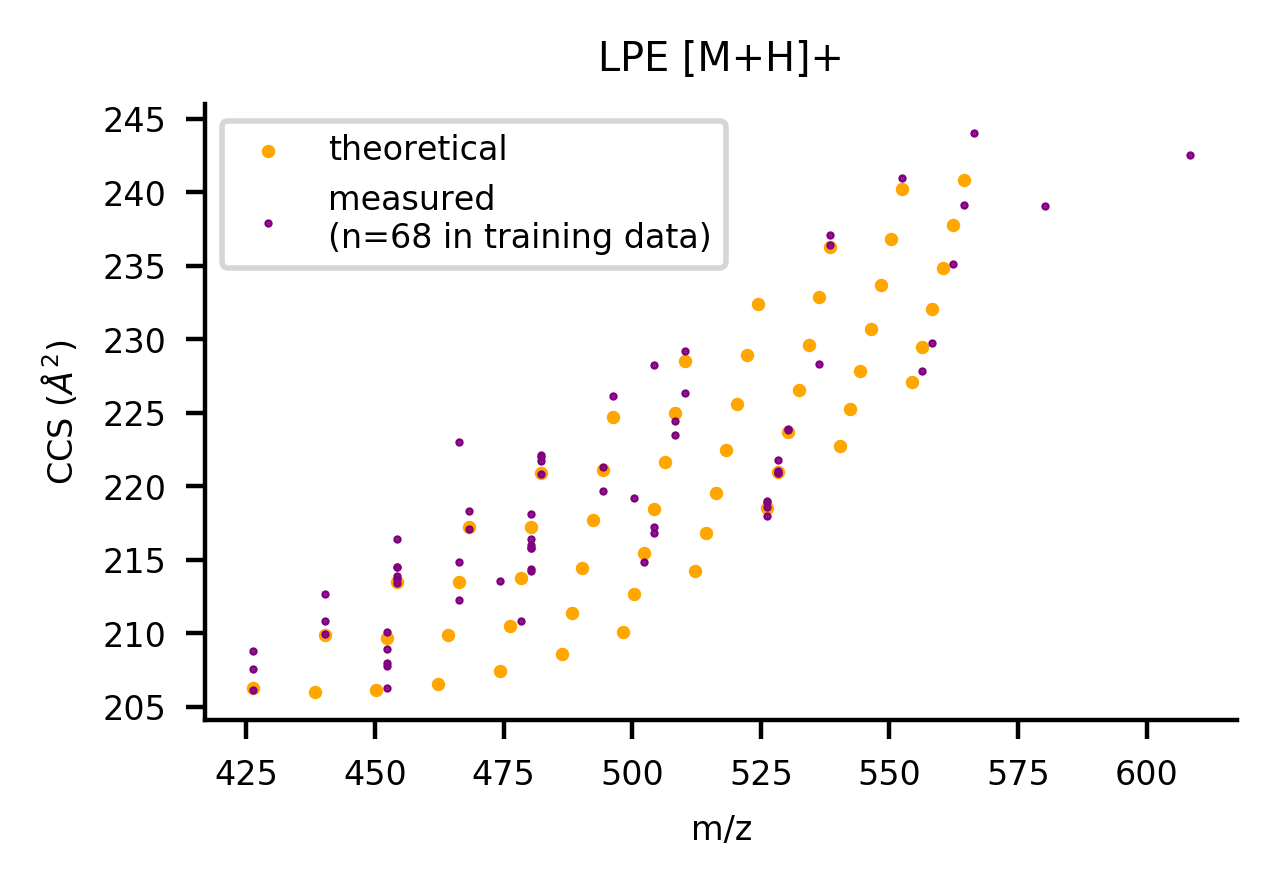 LPE [M+H]+
theoretical
measured
(n=68 in training data)
CCS (Å²)
245
240
235
230
225
220
215
210
205
425 450 475 500 525 550 575 600
m/z